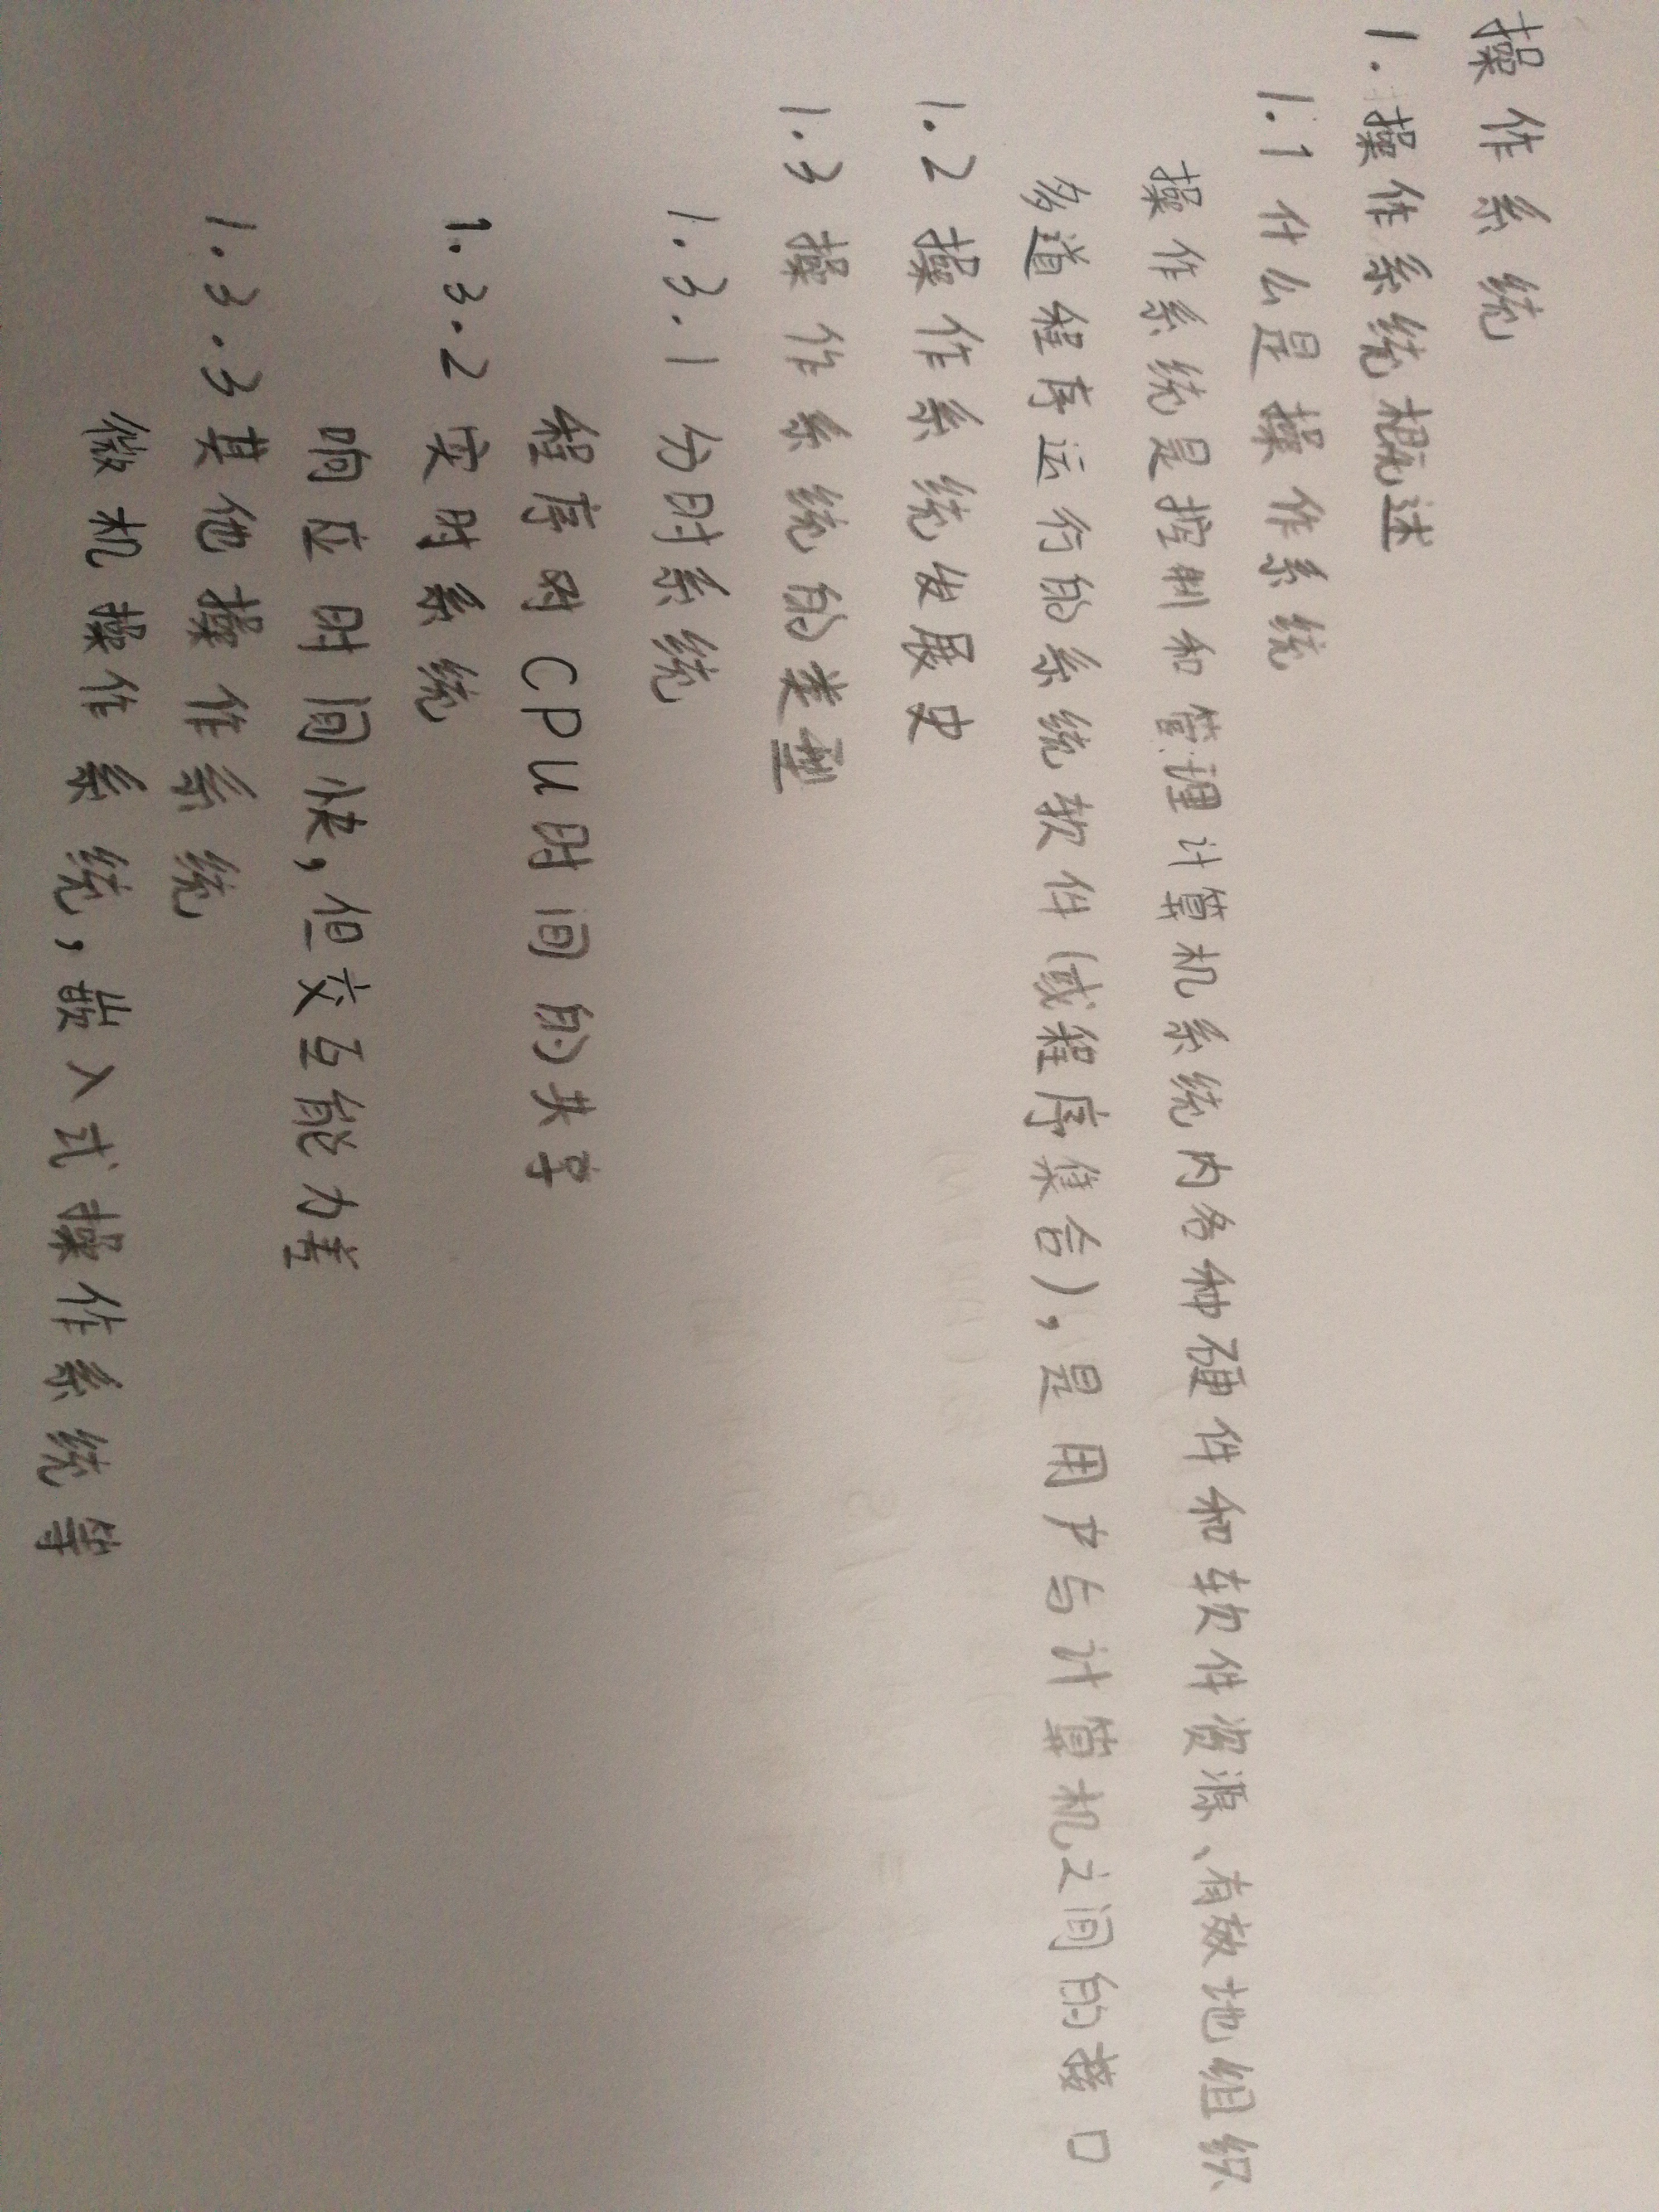 操作系统
1. 操作系统概述
1.1 什么是操作系统
操作系统是控制和管理计算机系统内各种硬件和软件资源、有效地组织
多道程序运行的系统软件(或程序集合),是用户与计算机之间的接口
1.2 操作系统发展史
1.3 操作系统的类型
1.3.1 分时系统
程序对CPU时间的共享
1.3.2 实时系统
响应时间快,但交互能力差
1.3.3 其他操作系统
微机操作系统,嵌入式操作系统等